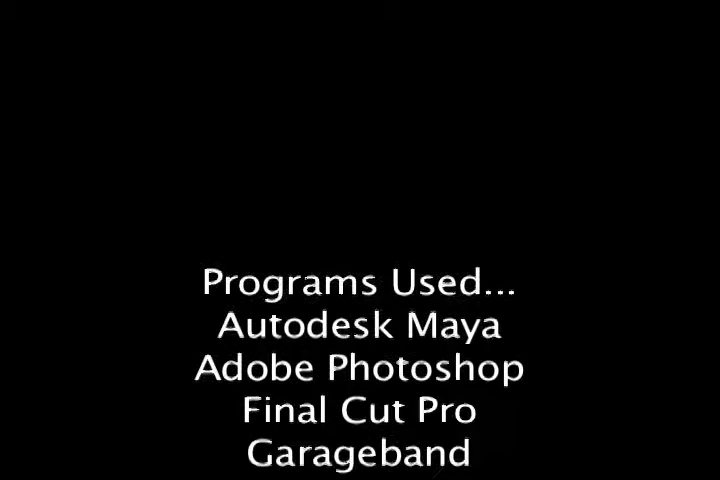 Programs Used...
Autodesk Maya
Adobe Photoshop
Final Cut Pro
Garageband